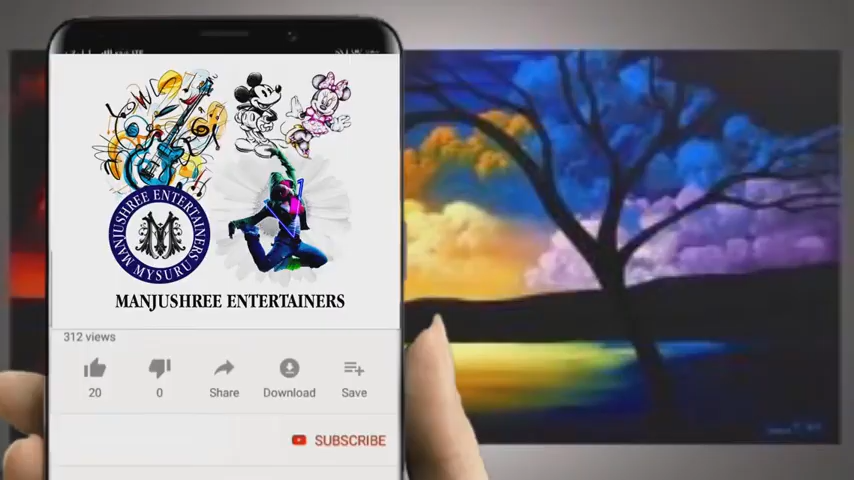 MANJUSHREE ENTERTAINERS
MYSURU
MANJUSHREE ENTERTAINERS
312 views
20
0
Share
Download
Save
SUBSCRIBE